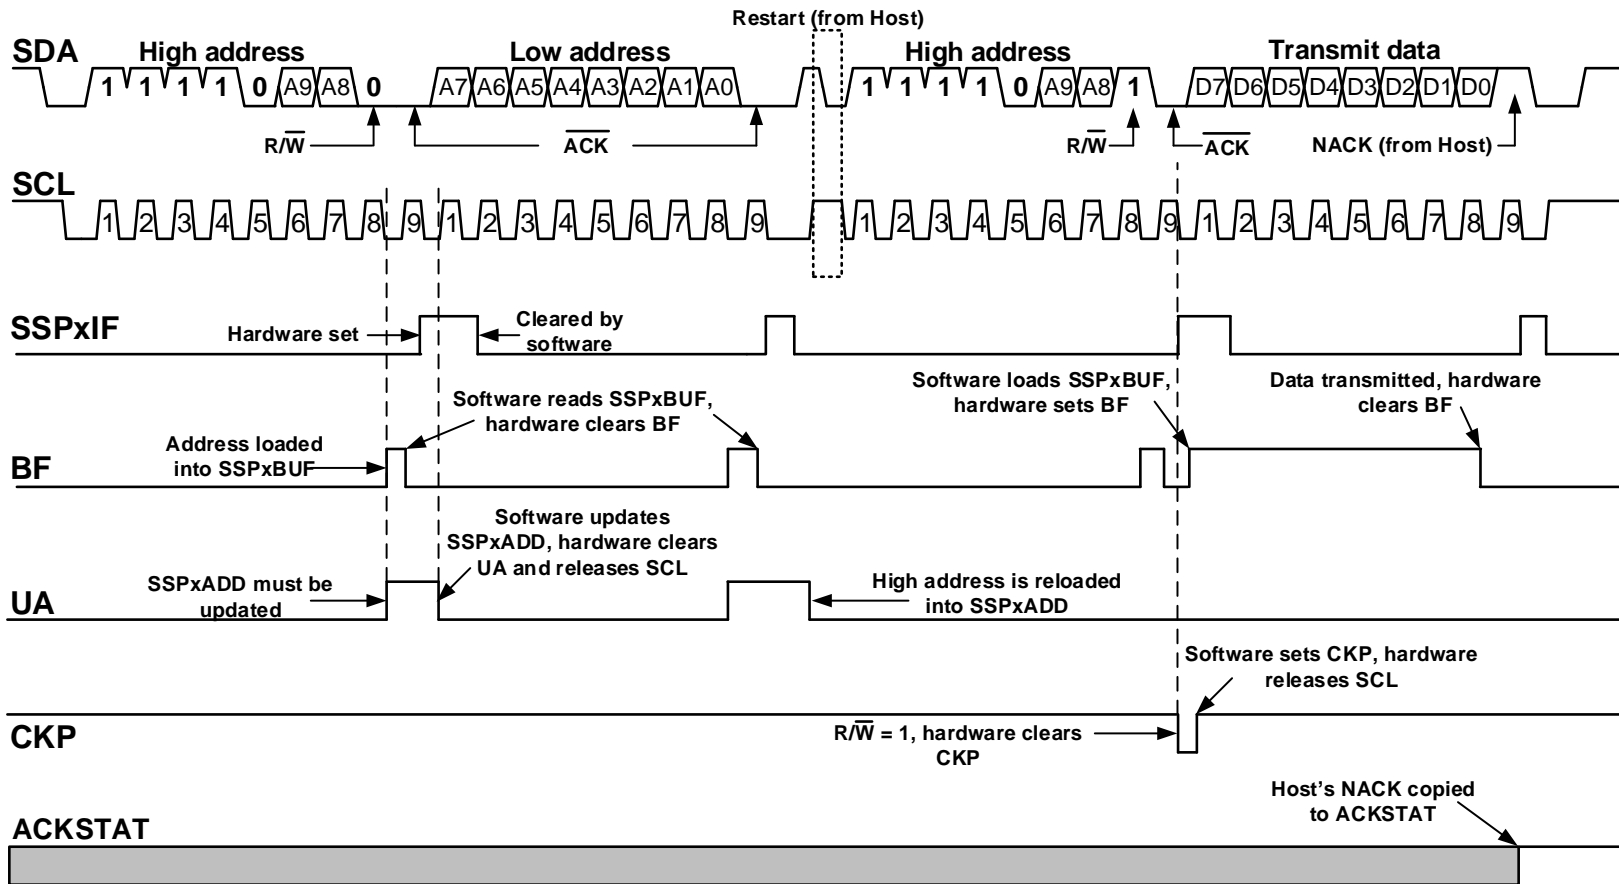 Restart (from Host)
SDA
High address
Low address
High address
Transmit data
1 1 1 1 0 A9 A8 0
A7 A6 A5 A4 A3 A2 A1 A0
1 1 1 1 0 A9 A8 1
D7 D6 D5 D4 D3 D2 D1 D0
R/W̅
A̅C̅K̅
R/W̅
A̅C̅K̅
NACK (from Host)
SCL
1 2 3 4 5 6 7 8 9 1 2 3 4 5 6 7 8 9 1 2 3 4 5 6 7 8 9 1 2 3 4 5 6 7 8 9
SSPxIF
Hardware set
Cleared by
software
Software reads SSPxBUF,
hardware clears BF
Software loads SSPxBUF,
hardware sets BF
Data transmitted, hardware
clears BF
BF
Address loaded
into SSPxBUF
Software updates
SSPxADD, hardware clears
UA and releases SCL
UA
SSPxADD must be
updated
High address is reloaded
into SSPxADD
Software sets CKP, hardware
releases SCL
CKP
R/W̅ = 1, hardware clears
CKP
Host's NACK copied
to ACKSTAT
ACKSTAT